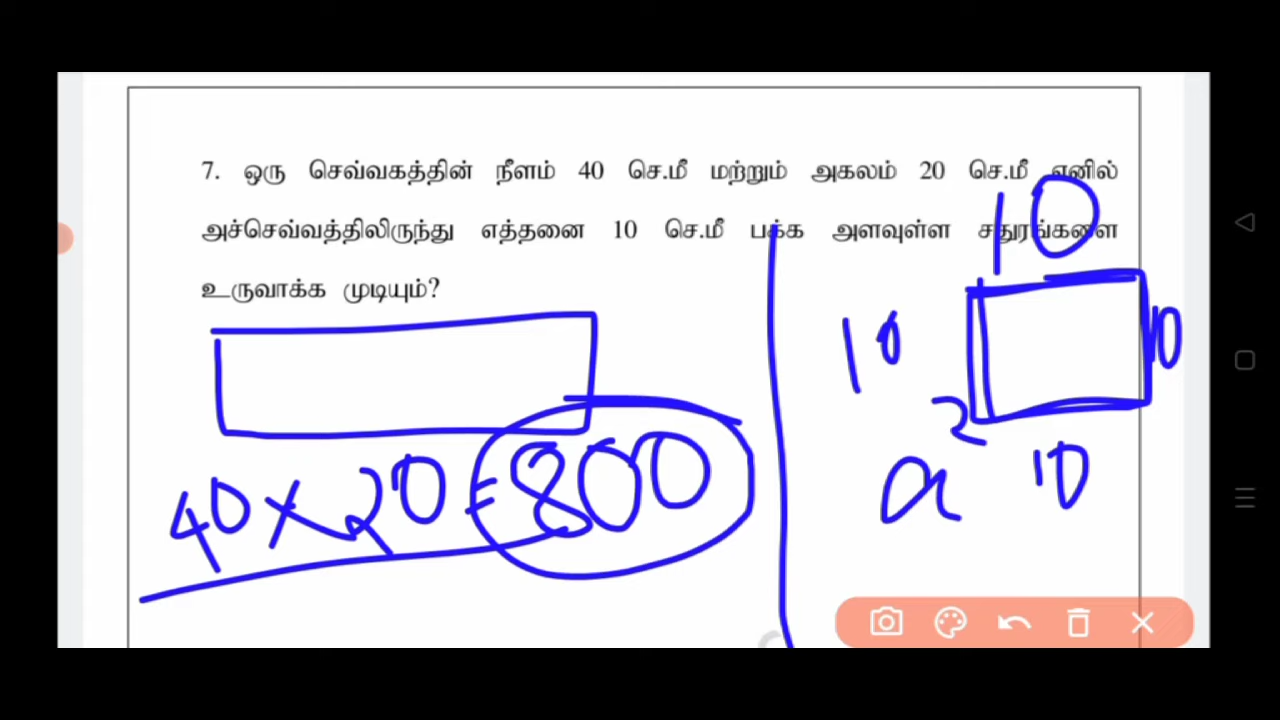 7. ஒரு செவ்வகத்தின் நீளம் 40 செ.மீ மற்றும் அகலம் 20 செ.மீ எனில்
அச்செவ்வத்திலிருந்து எத்தனை 10 செ.மீ பக்க அளவுள்ள சதுரங்களை
உருவாக்க முடியும்?
10
10 10
40 x 20 = 800
a² 10